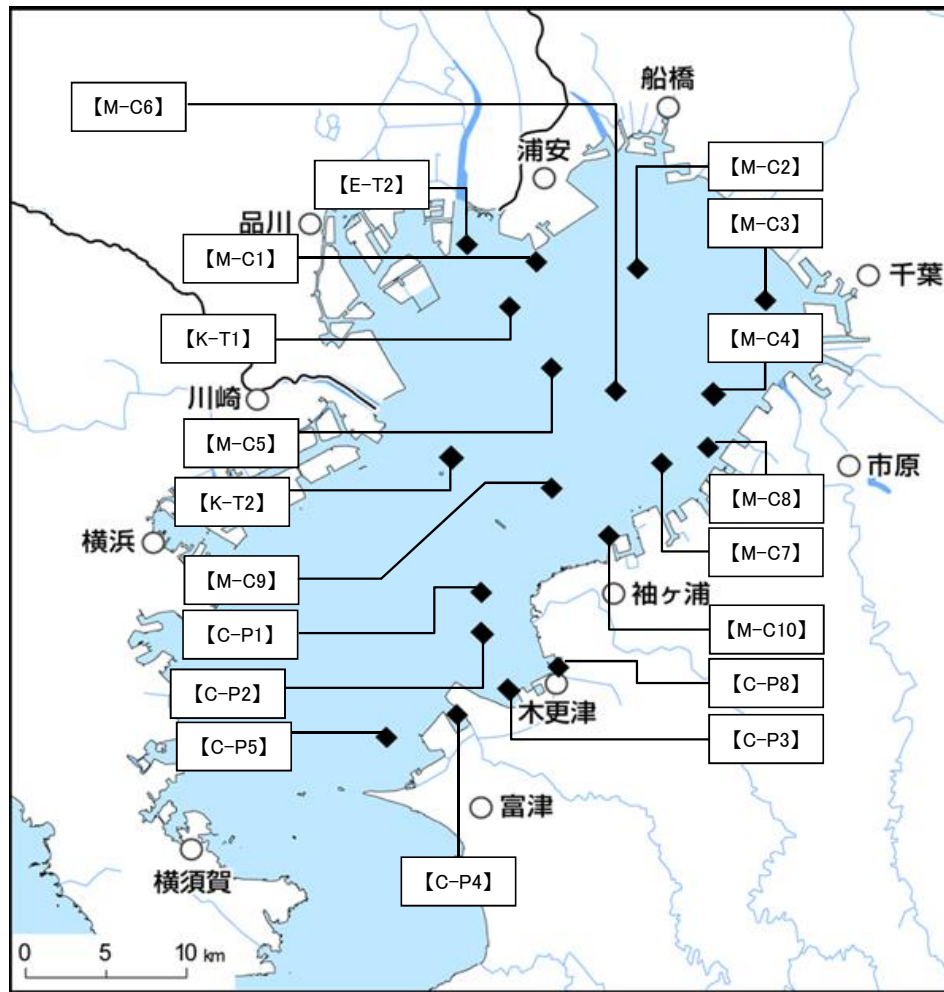 船橋
【M-C6】
浦安
【M-C2】
【E-T2】
品川
【M-C3】
【M-C1】
千葉
【K-T1】
【M-C4】
川崎
【M-C5】
市原
【K-T2】
【M-C8】
横浜
【M-C7】
【M-C9】
袖ヶ浦
【C-P1】
【M-C10】
【C-P2】
【C-P8】
木更津
【C-P5】
【C-P3】
富津
横須賀
【C-P4】
0 5 10 km